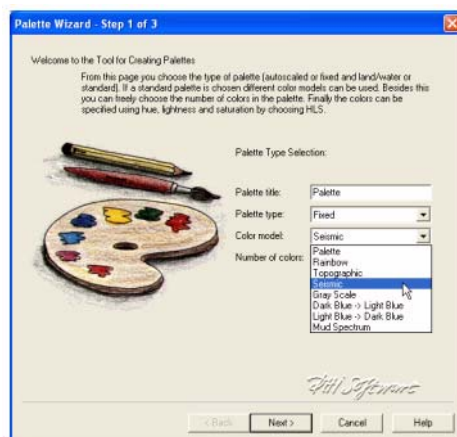 Palette Wizard - Step 1 of 3
Welcome to the Tool for Creating Palettes
From this page you choose the type of palette (autoscaled or fixed and land/water or
standard). If a standard palette is chosen different color models can be used. Besides this
you can freely choose the number of colors in the palette. Finally the colors can be
specified using hue, lightness and saturation by choosing HLS.
Palette Type Selection:
Palette title: Palette
Palette type: Fixed
Color model: Seismic
Number of colors:
Palette
Rainbow
Topographic
Seismic
Gray Scale
Dark Blue -> Light Blue
Light Blue -> Dark Blue
Mud Spectrum
DHI Software
< Back
Next >
Cancel
Help